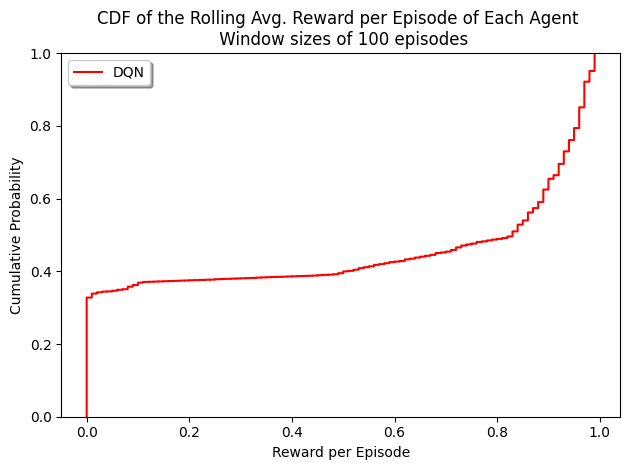 CDF of the Rolling Avg. Reward per Episode of Each Agent
Window sizes of 100 episodes
DQN
Cumulative Probability
1.0
0.8
0.6
0.4
0.2
0.0
0.0 0.2 0.4 0.6 0.8 1.0
Reward per Episode